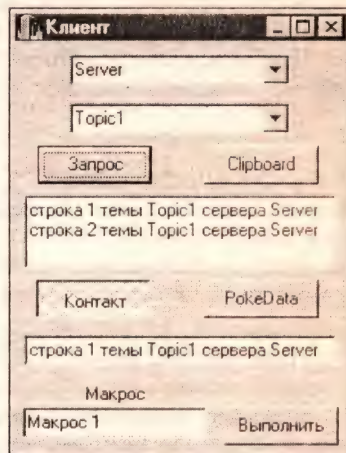 Клиент
Server
Topic1
Запрос Clipboard
строка 1 темы Topic1 сервера Server
строка 2 темы Topic1 сервера Server
Контакт PokeData
строка 1 темы Topic1 сервера Server
Макрос
Макрос 1 Выполнить